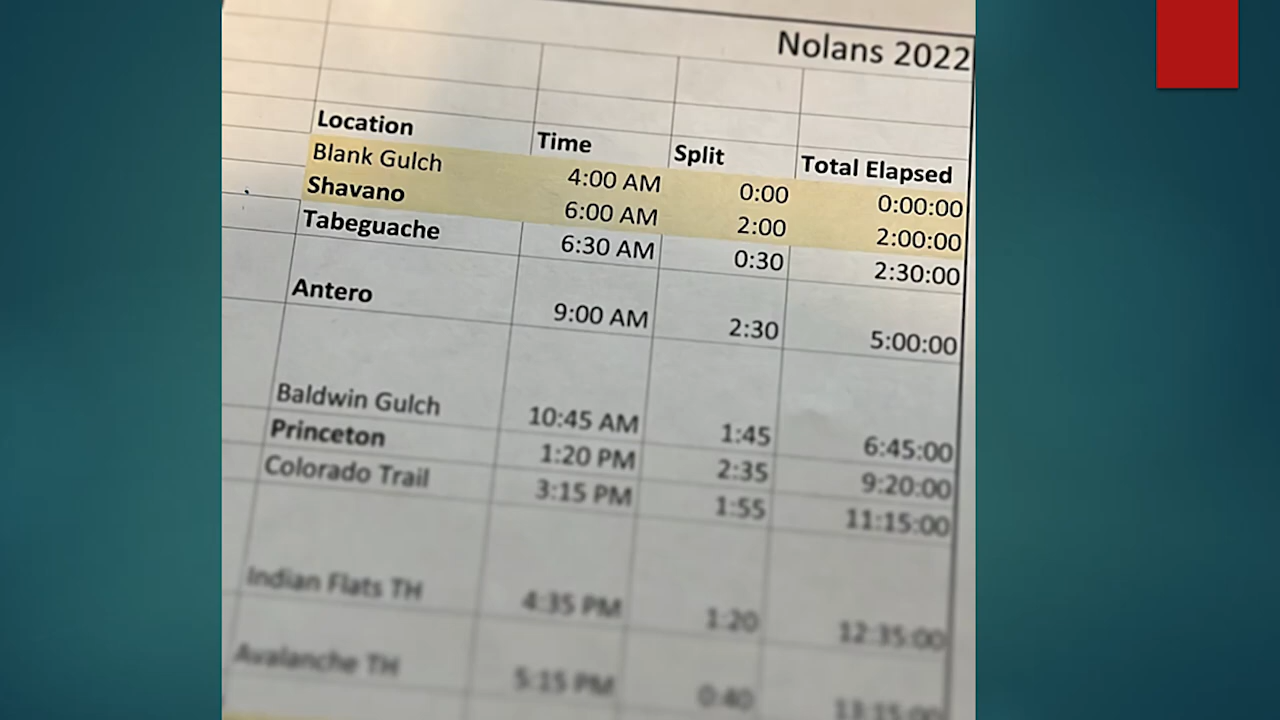 Nolans 2022
Location Time Split Total Elapsed
Blank Gulch 4:00 AM 0:00 0:00:00
Shavano 6:00 AM 2:00 2:00:00
Tabeguache 6:30 AM 0:30 2:30:00
Antero 9:00 AM 2:30 5:00:00
Baldwin Gulch 10:45 AM 1:45 6:45:00
Princeton 1:20 PM 2:35 9:20:00
Colorado Trail 3:15 PM 1:55 11:15:00
Indian Flats TH 4:35 PM 1:20 12:35:00
Avalanche TH 5:15 PM 0:40 13:15:00